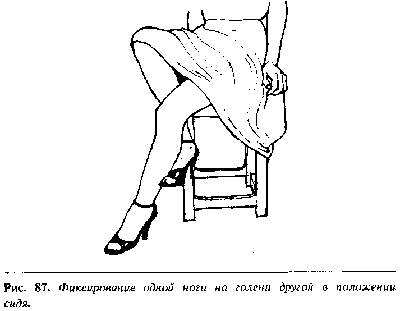 Рис. 87. Фиксирование одной ноги на голени другой в положении
сидя.